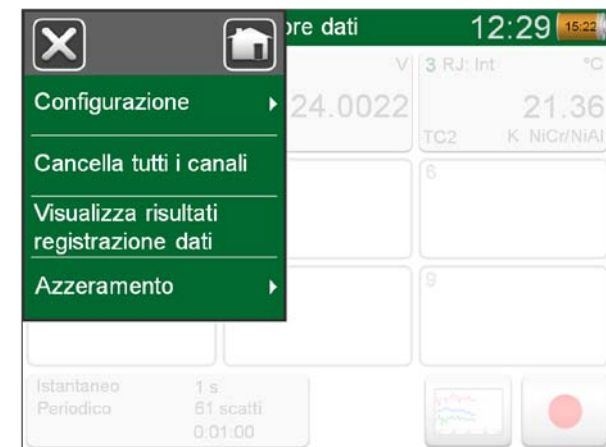 ore dati 12:29 15:22
Configurazione
Cancella tutti i canali
Visualizza risultati
registrazione dati
Azzeramento
V
24.0022
3 RJ: Int °C
21.36
TC2 K NiCr/NiAl
6
9
Istantaneo 1 s
Periodico 61 scatti
0:01:00